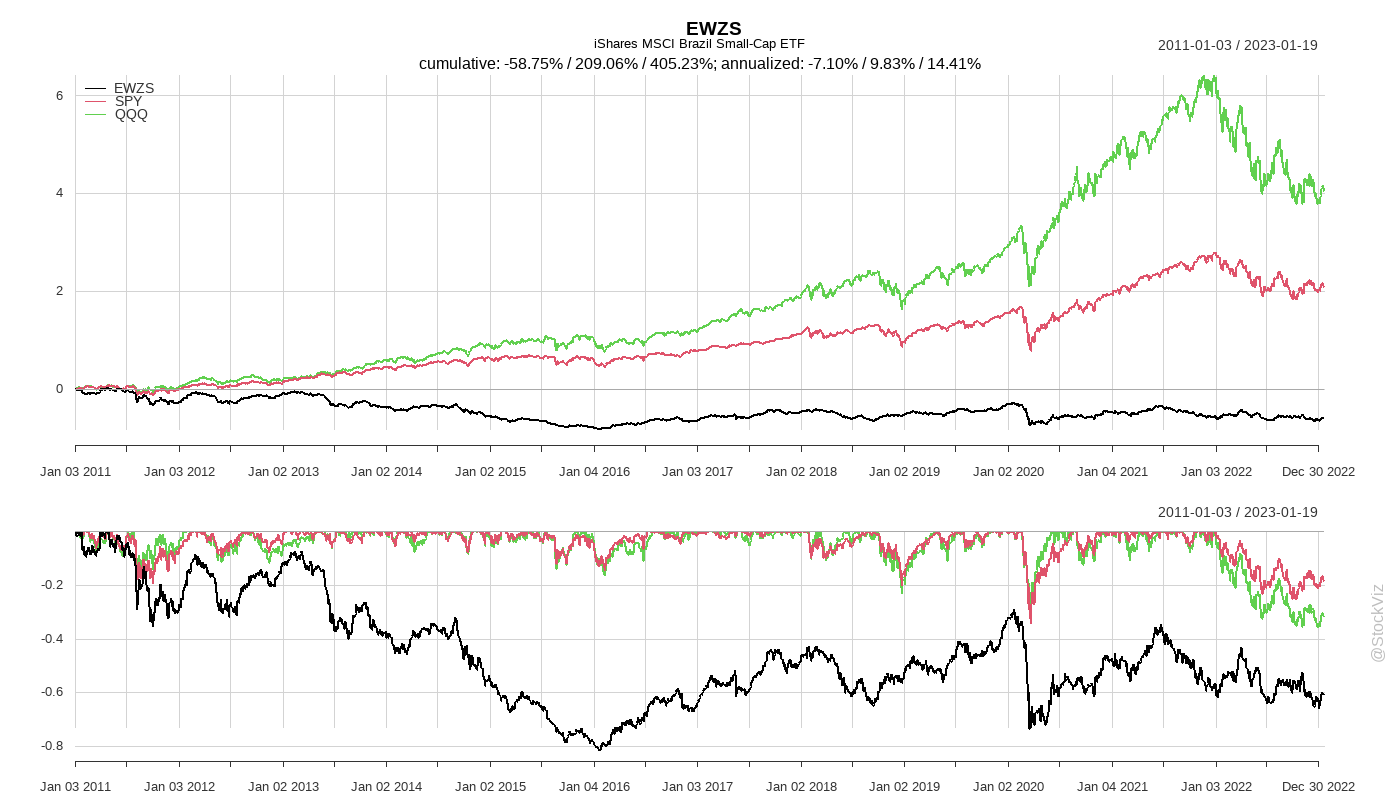 EWZS
iShares MSCI Brazil Small-Cap ETF
2011-01-03 / 2023-01-19
cumulative: -58.75% / 209.06% / 405.23%; annualized: -7.10% / 9.83% / 14.41%
EWZS
SPY
QQQ
6
4
2
0
Jan 03 2011 Jan 03 2012 Jan 02 2013 Jan 02 2014 Jan 02 2015 Jan 04 2016 Jan 03 2017 Jan 02 2018 Jan 02 2019 Jan 02 2020 Jan 04 2021 Jan 03 2022 Dec 30 2022
2011-01-03 / 2023-01-19
-0.2
-0.4
-0.6
-0.8
Jan 03 2011 Jan 03 2012 Jan 02 2013 Jan 02 2014 Jan 02 2015 Jan 04 2016 Jan 03 2017 Jan 02 2018 Jan 02 2019 Jan 02 2020 Jan 04 2021 Jan 03 2022 Dec 30 2022
@StockViz